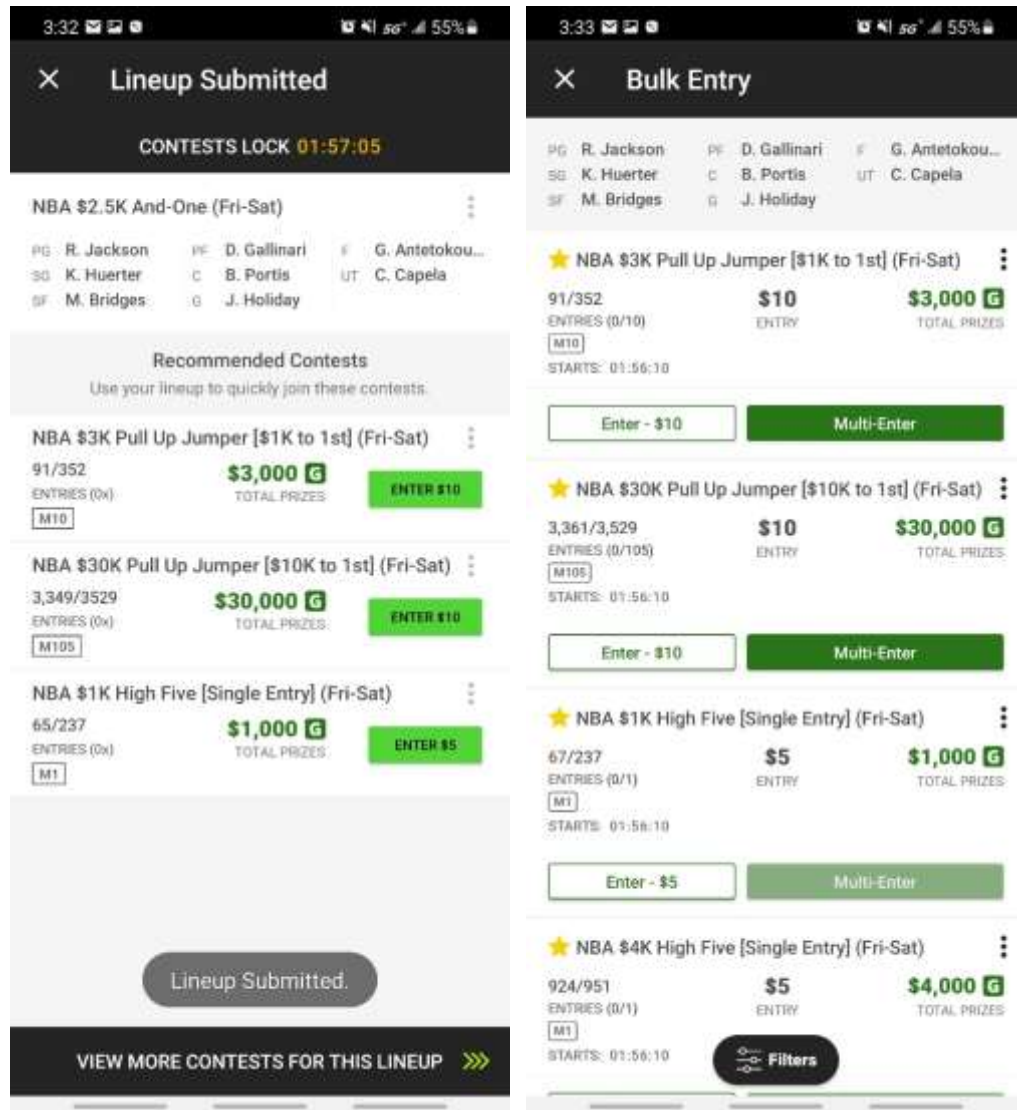 3:32
5G+ 55%
Lineup Submitted
CONTESTS LOCK 01:57:05
NBA $2.5K And-One (Fri-Sat)
PG R. Jackson PF D. Gallinari F G. Antetokou...
SG K. Huerter C B. Portis UT C. Capela
SF M. Bridges G J. Holiday
Recommended Contests
Use your lineup to quickly join these contests.
NBA $3K Pull Up Jumper [$1K to 1st] (Fri-Sat)
91/352 $3,000 G ENTER $10
ENTRIES (0x) TOTAL PRIZES
M10
NBA $30K Pull Up Jumper [$10K to 1st] (Fri-Sat)
3,349/3529 $30,000 G ENTER $10
ENTRIES (0x) TOTAL PRIZES
M105
NBA $1K High Five [Single Entry] (Fri-Sat)
65/237 $1,000 G ENTER $5
ENTRIES (0x) TOTAL PRIZES
M1
Lineup Submitted.
VIEW MORE CONTESTS FOR THIS LINEUP
3:33
5G+ 55%
Bulk Entry
PG R. Jackson PF D. Gallinari F G. Antetokou...
SG K. Huerter C B. Portis UT C. Capela
SF M. Bridges G J. Holiday
NBA $3K Pull Up Jumper [$1K to 1st] (Fri-Sat)
91/352 $10 $3,000 G
ENTRIES (0/10) ENTRY TOTAL PRIZES
M10
STARTS: 01:56:10
Enter - $10 Multi-Enter
NBA $30K Pull Up Jumper [$10K to 1st] (Fri-Sat)
3,361/3,529 $10 $30,000 G
ENTRIES (0/105) ENTRY TOTAL PRIZES
M105
STARTS: 01:56:10
Enter - $10 Multi-Enter
NBA $1K High Five [Single Entry] (Fri-Sat)
67/237 $5 $1,000 G
ENTRIES (0/1) ENTRY TOTAL PRIZES
M1
STARTS: 01:56:10
Enter - $5 Multi-Enter
NBA $4K High Five [Single Entry] (Fri-Sat)
924/951 $5 $4,000 G
ENTRIES (0/1) ENTRY TOTAL PRIZES
M1
STARTS: 01:56:10
Filters